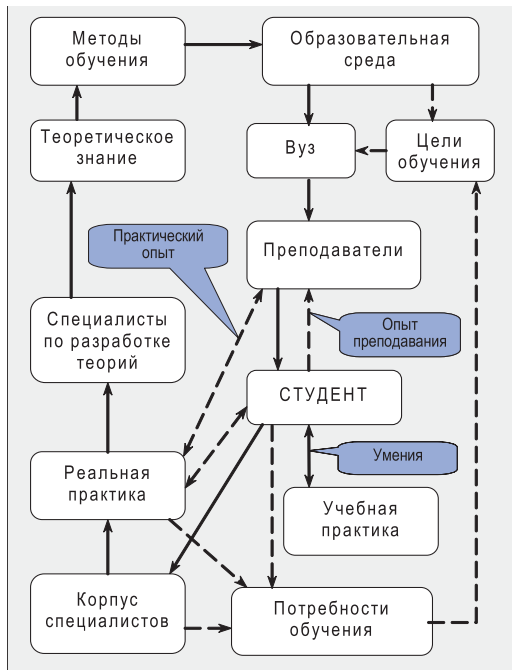 Методы
обучения
Образовательная
среда
Теоретическое
знание
Вуз
Цели
обучения
Практический
опыт
Преподаватели
Специалисты
по разработке
теорий
Опыт
преподавания
СТУДЕНТ
Реальная
практика
Умения
Учебная
практика
Корпус
специалистов
Потребности
обучения